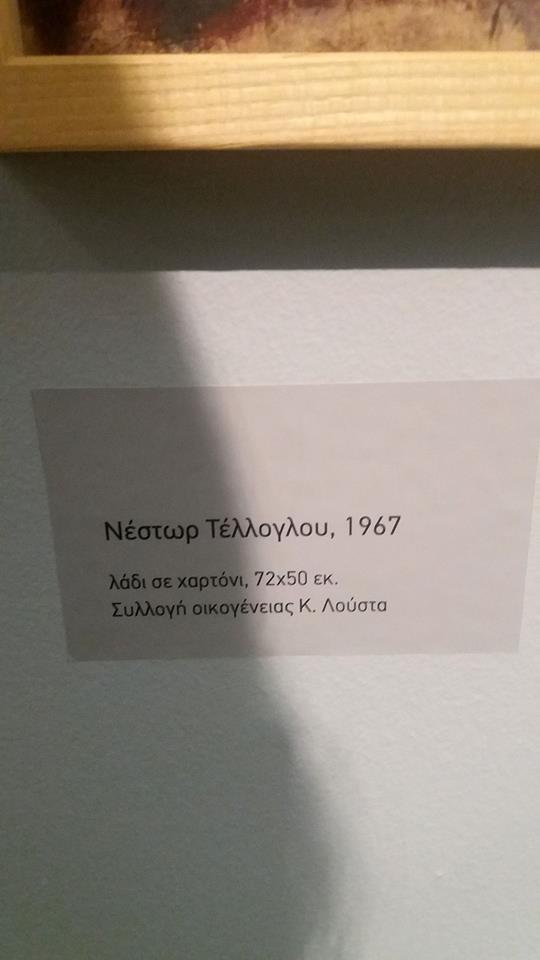 Νέστωρ Τέλλογλου, 1967
λάδι σε χαρτόνι, 72x50 εκ.
Συλλογή οικογένειας Κ. Λούστα